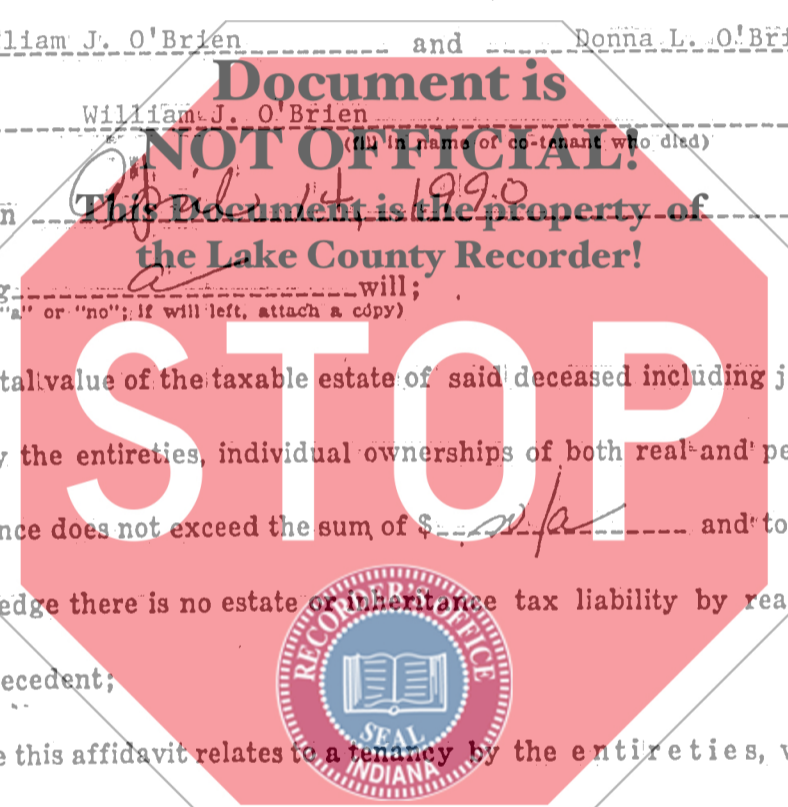 lliam J. O'Brien and Donna L. O'Bri
Document is
William J. O'Brien
NOT OFFICIAL!
(fill in name of co-tenant who died)
n April 14, 1990
This Document is the property of
the Lake County Recorder!
g a will;
"a" or "no"; if will left, attach a copy)
STOP
tal value of the taxable estate of said deceased including j
y the entireties, individual ownerships of both real and pe
nce does not exceed the sum of $ n/a and to
edge there is no estate or inheritance tax liability by rea
RECORDER'S OFFICE
ecedent;
SEAL
INDIANA
e this affidavit relates to a tenancy by the entireties, w